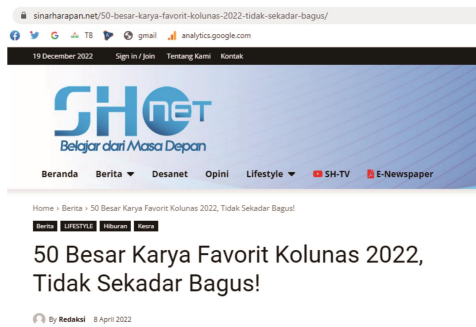 sinarharapan.net/50-besar-karya-favorit-kolunas-2022-tidak-sekadar-bagus/
T8 gmail analytics.google.com
19 December 2022 Sign in / Join Tentang Kami Kontak
SHnet
Belajar dari Masa Depan
Beranda Berita Desanet Opini Lifestyle SH-TV E-Newspaper
Home › Berita › 50 Besar Karya Favorit Kolunas 2022, Tidak Sekadar Bagus!
Berita LIFESTYLE Hiburan Kesra
50 Besar Karya Favorit Kolunas 2022,
Tidak Sekadar Bagus!
By Redaksi 8 April 2022